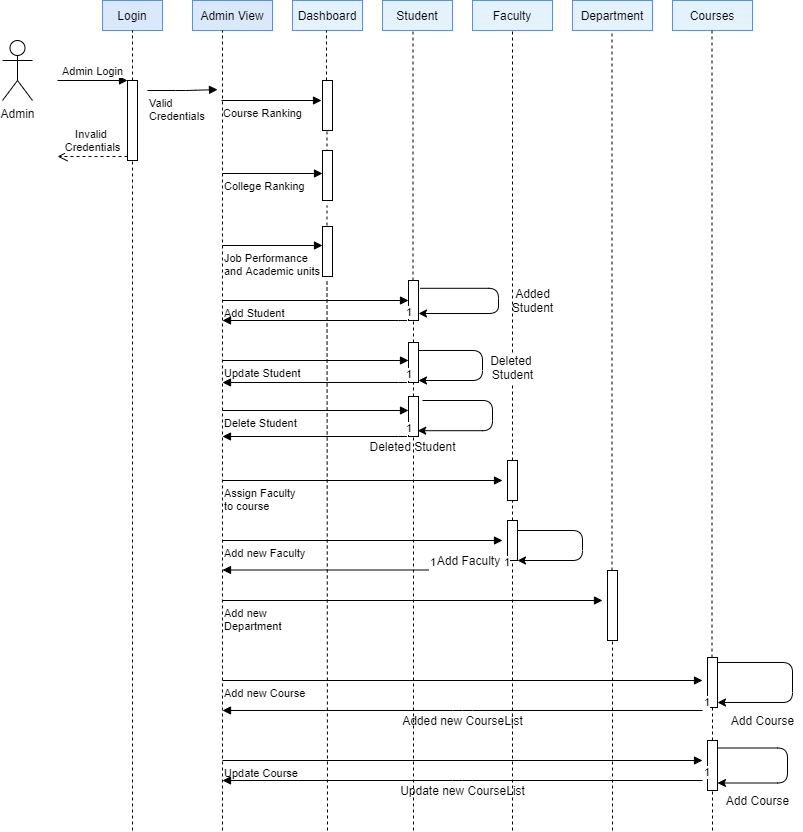 Login
Admin View
Dashboard
Student
Faculty
Department
Courses
Admin Login
Admin
Valid
Credentials
Invalid
Credentials
Course Ranking
College Ranking
Job Performance
and Academic units
Added
Student
Add Student
1
Deleted
Student
Update Student
1
Delete Student
1
Deleted Student
Assign Faculty
to course
Add new Faculty
1 Add Faculty 1
Add new
Department
Add new Course
1
Added new CourseList
Add Course
Update Course
1
Update new CourseList
Add Course